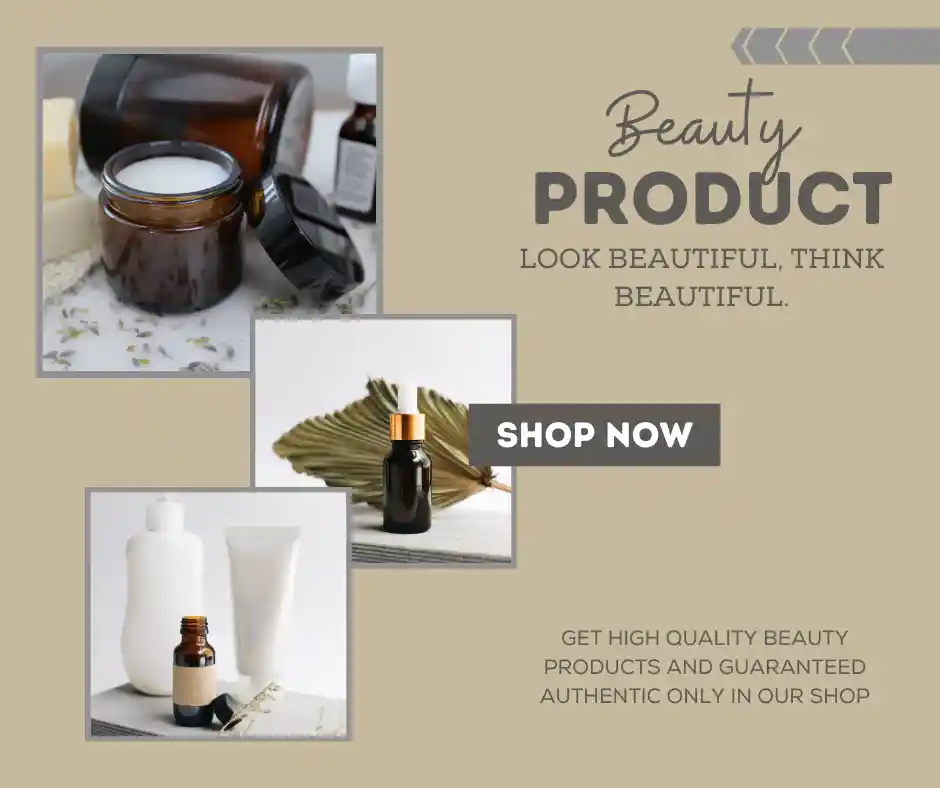 Beauty
PRODUCT
LOOK BEAUTIFUL, THINK
BEAUTIFUL.
SHOP NOW
GET HIGH QUALITY BEAUTY
PRODUCTS AND GUARANTEED
AUTHENTIC ONLY IN OUR SHOP